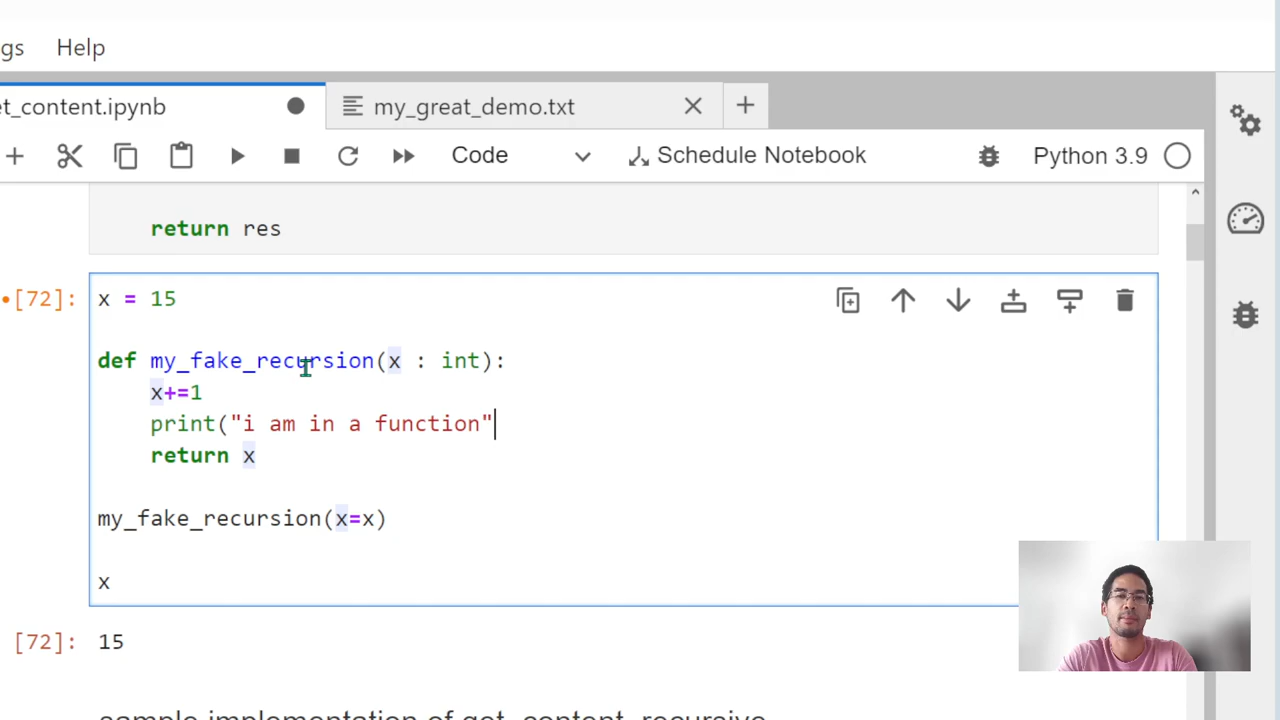 gs Help
et_content.ipynb my_great_demo.txt
Code Schedule Notebook Python 3.9
return res
[72]: x = 15
def my_fake_recursion(x : int):
x+=1
print("i am in a function"
return x
my_fake_recursion(x=x)
x
[72]: 15
sample implementation of get_content_recursive